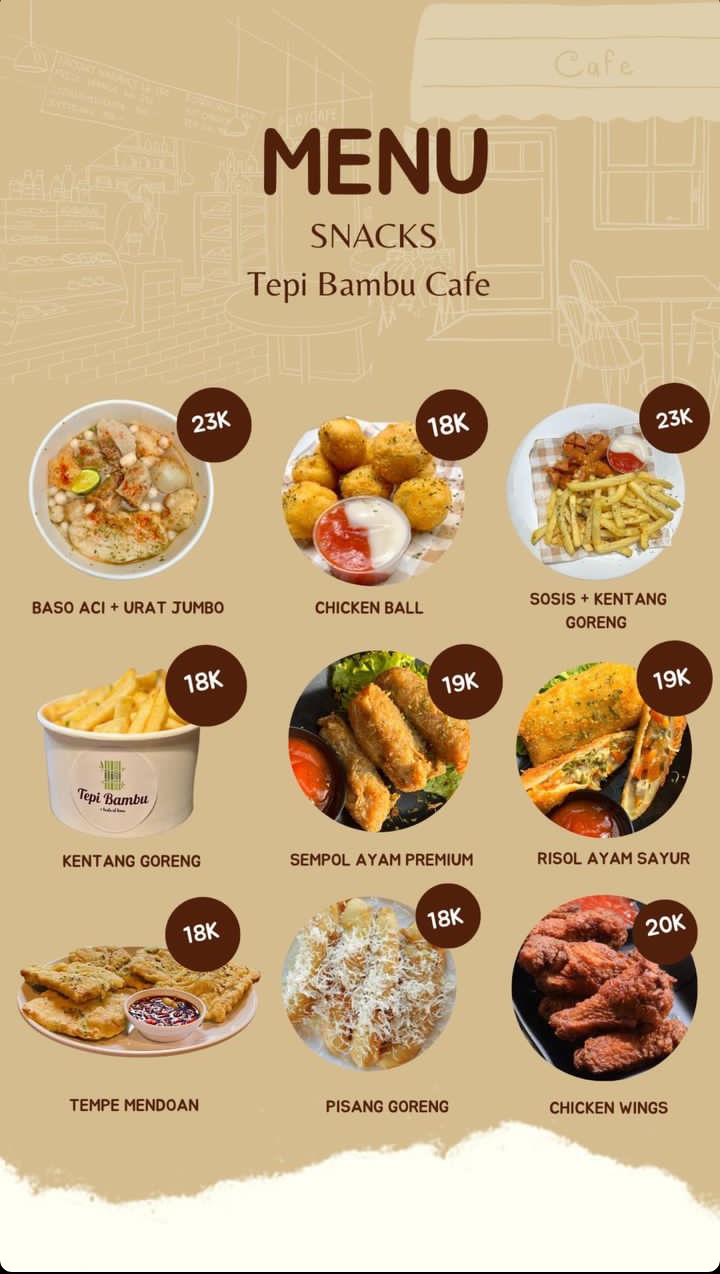 Cafe
MENU
SNACKS
Tepi Bambu Cafe
23K
18K
23K
BASO ACI + URAT JUMBO
CHICKEN BALL
SOSIS + KENTANG
GORENG
18K
19K
19K
Tepi Bambu
KENTANG GORENG
SEMPOL AYAM PREMIUM
RISOL AYAM SAYUR
18K
18K
20K
TEMPE MENDOAN
PISANG GORENG
CHICKEN WINGS